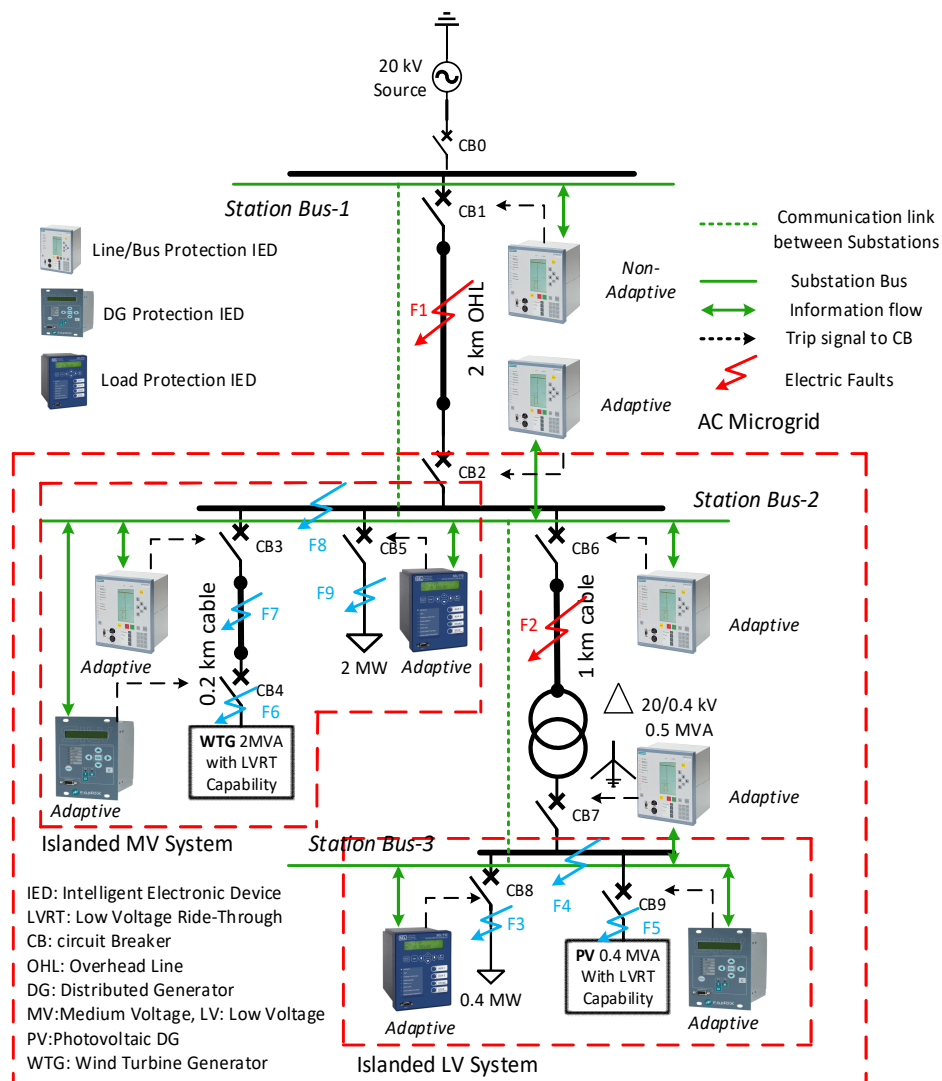 20 kV
Source
CB0
Station Bus-1
CB1
Line/Bus Protection IED
DG Protection IED
Load Protection IED
F1
2 km OHL
Non-
Adaptive
Communication link
between Substations
Substation Bus
Information flow
Trip signal to CB
Electric Faults
Adaptive
AC Microgrid
CB2
Station Bus-2
CB3
F8
CB5
CB6
F7
F9
F2
0.2 km cable
1 km cable
Adaptive
2 MW
Adaptive
Adaptive
CB4
F6
WTG 2MVA
with LVRT
Capability
20/0.4 kV
0.5 MVA
Adaptive
Adaptive
CB7
Islanded MV System
Station Bus-3
CB8
F3
F4
CB9
F5
PV 0.4 MVA
With LVRT
Capability
0.4 MW
Adaptive
Adaptive
Islanded LV System
IED: Intelligent Electronic Device
LVRT: Low Voltage Ride-Through
CB: circuit Breaker
OHL: Overhead Line
DG: Distributed Generator
MV:Medium Voltage, LV: Low Voltage
PV:Photovoltaic DG
WTG: Wind Turbine Generator